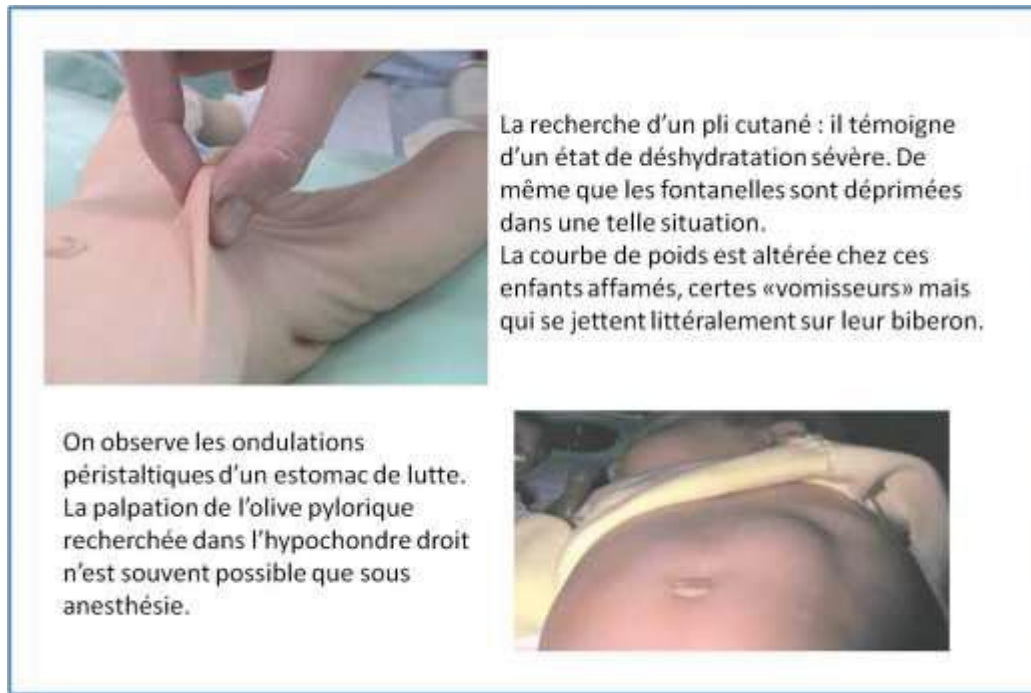 La recherche d'un pli cutané : il témoigne
d'un état de déshydratation sévère. De
même que les fontanelles sont déprimées
dans une telle situation.
La courbe de poids est altérée chez ces
enfants affamés, certes «vomisseurs» mais
qui se jettent littéralement sur leur biberon.
On observe les ondulations
péristaltiques d'un estomac de lutte.
La palpation de l'olive pylorique
recherchée dans l'hypochondre droit
n'est souvent possible que sous
anesthésie.